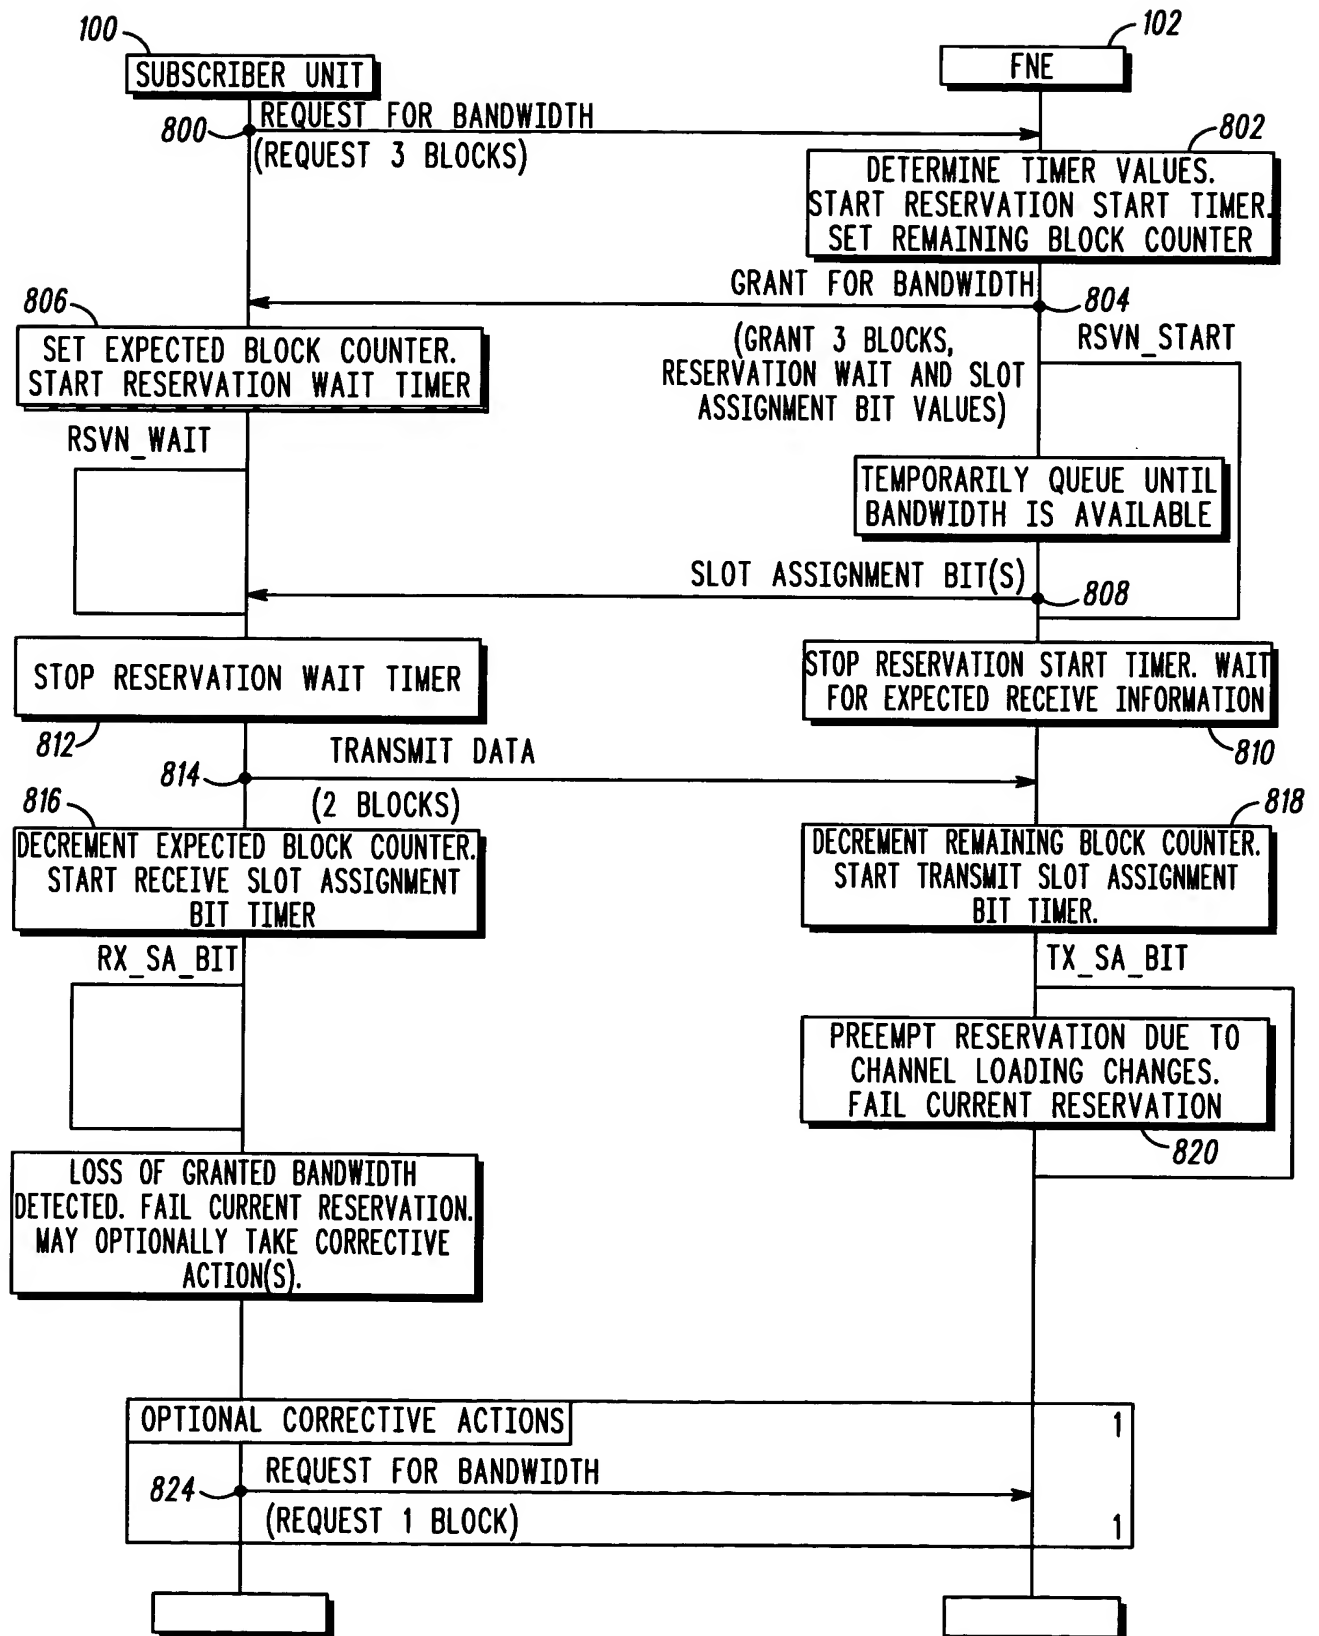 100
102
SUBSCRIBER UNIT
FNE
REQUEST FOR BANDWIDTH
800
(REQUEST 3 BLOCKS)
802
DETERMINE TIMER VALUES.
START RESERVATION START TIMER.
SET REMAINING BLOCK COUNTER
GRANT FOR BANDWIDTH
804
806
SET EXPECTED BLOCK COUNTER.
START RESERVATION WAIT TIMER
(GRANT 3 BLOCKS,
RESERVATION WAIT AND SLOT
ASSIGNMENT BIT VALUES)
RSVN_START
RSVN_WAIT
TEMPORARILY QUEUE UNTIL
BANDWIDTH IS AVAILABLE
SLOT ASSIGNMENT BIT(S)
808
STOP RESERVATION WAIT TIMER
812
STOP RESERVATION START TIMER. WAIT
FOR EXPECTED RECEIVE INFORMATION
810
TRANSMIT DATA
814
(2 BLOCKS)
816
DECREMENT EXPECTED BLOCK COUNTER.
START RECEIVE SLOT ASSIGNMENT
BIT TIMER
818
DECREMENT REMAINING BLOCK COUNTER.
START TRANSMIT SLOT ASSIGNMENT
BIT TIMER.
RX_SA_BIT
TX_SA_BIT
PREEMPT RESERVATION DUE TO
CHANNEL LOADING CHANGES.
FAIL CURRENT RESERVATION
820
LOSS OF GRANTED BANDWIDTH
DETECTED. FAIL CURRENT RESERVATION.
MAY OPTIONALLY TAKE CORRECTIVE
ACTION(S).
OPTIONAL CORRECTIVE ACTIONS
1
REQUEST FOR BANDWIDTH
824
(REQUEST 1 BLOCK)
1